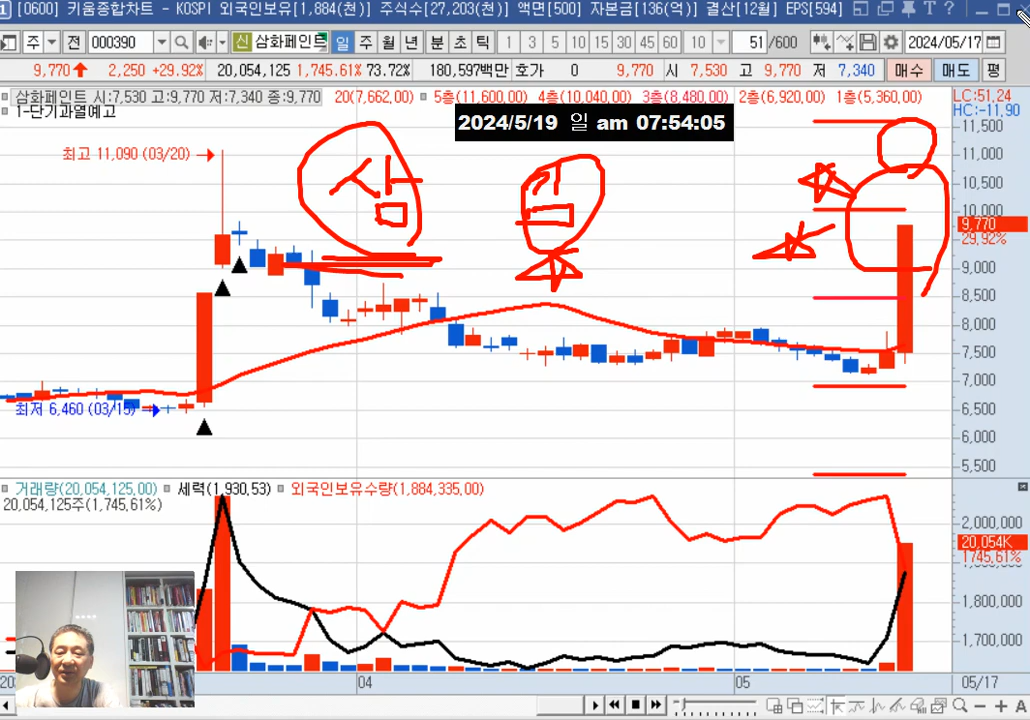 [0600] 키움종합차트 - KOSPI 외국인보유[1,884(천)] 주식수[27,203(천)] 액면[500] 자본금[136(억)] 결산[12월] EPS[594]
주 전 000390 신 삼화페인트 일 주 월 년 분 초 틱 1 3 5 10 15 30 45 60 10 51 /600 2024/05/17
9,770 2,250 +29.92% 20,054,125 1,745.61% 73.72% 180,597백만 호가 0 9,770 시 7,530 고 9,770 저 7,340 매수 매도 평
삼화페인트 시:7,530 고:9,770 저:7,340 종:9,770 20(7,662.00) 5층(11,600.00) 4층(10,040.00) 3층(8,480.00) 2층(6,920.00) 1층(5,360.00) LC:51.24
1-단기과열예고 HC:-11.90
2024/5/19 일 am 07:54:05
11,500
최고 11,090 (03/20) 11,000
10,500
10,000
9,770
29.92%
9,000
8,500
8,000
7,500
7,000
최저 6,460 (03/15) 6,500
6,000
5,500
거래량(20,054,125.00) 세력(1,930.53) 외국인보유수량(1,884,335.00)
20,054,125주(1,745.61%)
2,000,000
20,054K
1745.61%
1,800,000
1,700,000
04 05 05/17